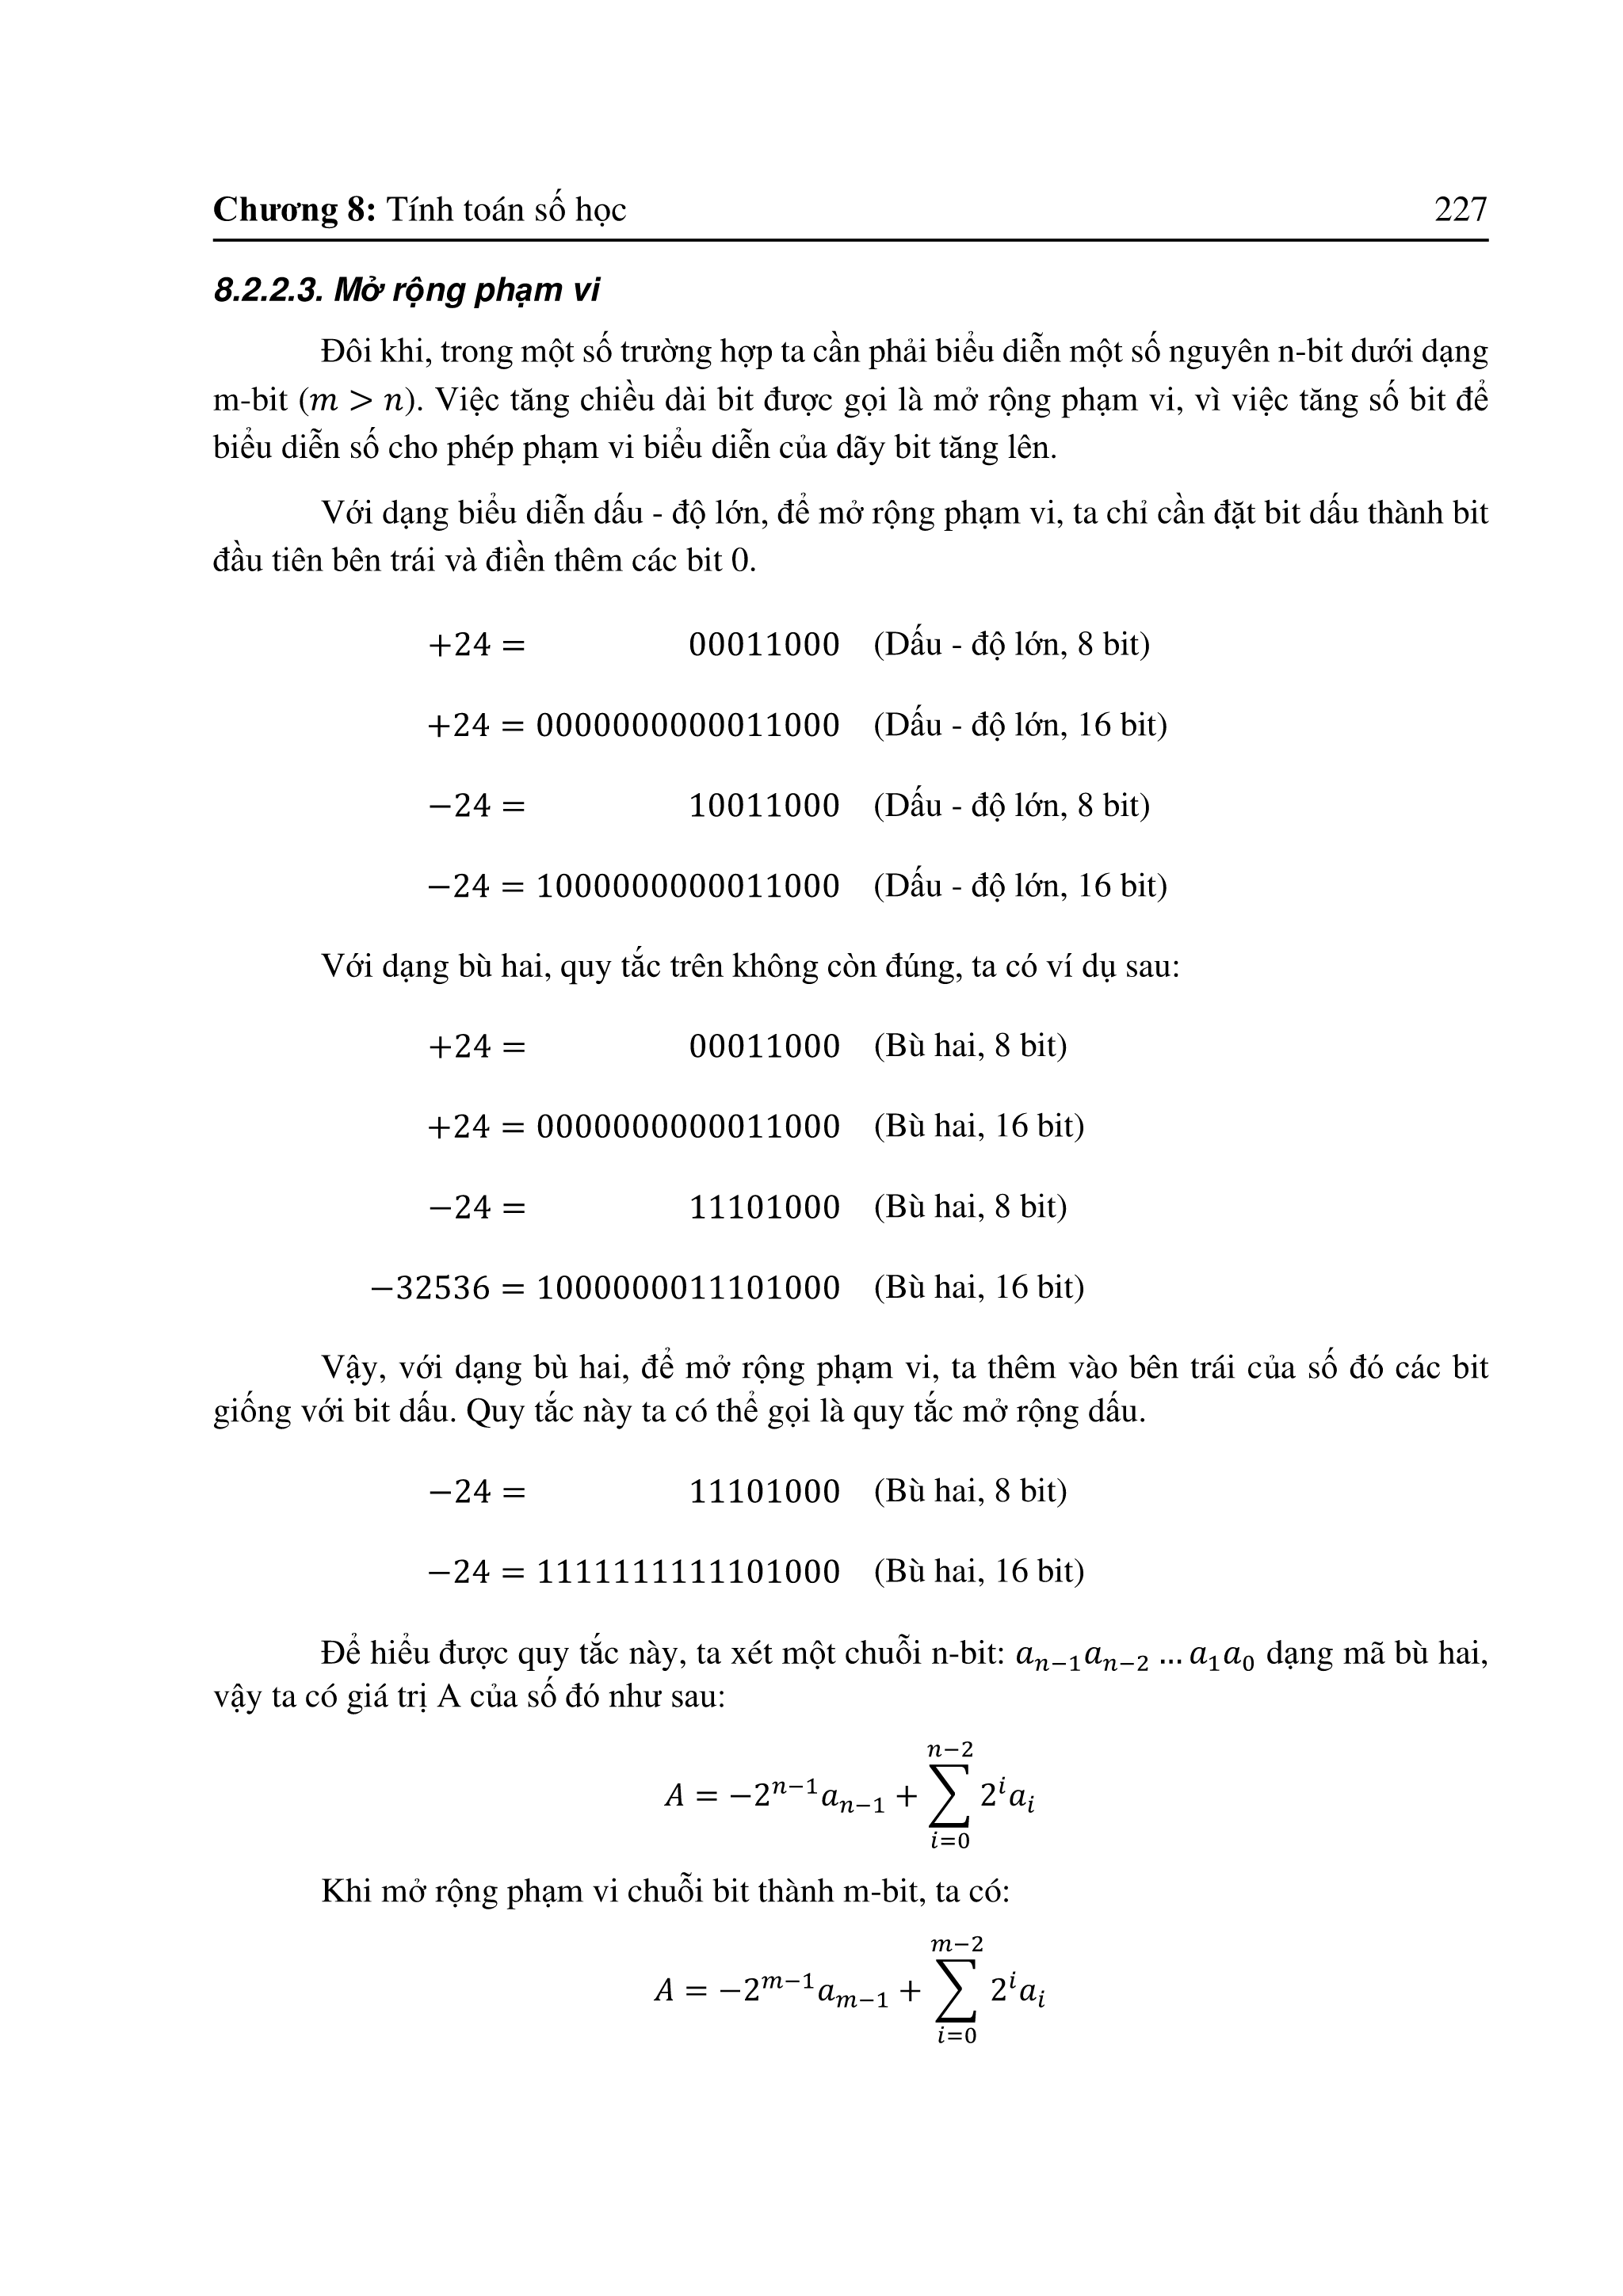 Chương 8: Tính toán số học 227
8.2.2.3. Mở rộng phạm vi
Đôi khi, trong một số trường hợp ta cần phải biểu diễn một số nguyên n-bit dưới dạng
m-bit (m > n). Việc tăng chiều dài bit được gọi là mở rộng phạm vi, vì việc tăng số bit để
biểu diễn số cho phép phạm vi biểu diễn của dãy bit tăng lên.
Với dạng biểu diễn dấu - độ lớn, để mở rộng phạm vi, ta chỉ cần đặt bit dấu thành bit
đầu tiên bên trái và điền thêm các bit 0.
+24 = 00011000 (Dấu - độ lớn, 8 bit)
+24 = 0000000000011000 (Dấu - độ lớn, 16 bit)
−24 = 10011000 (Dấu - độ lớn, 8 bit)
−24 = 1000000000011000 (Dấu - độ lớn, 16 bit)
Với dạng bù hai, quy tắc trên không còn đúng, ta có ví dụ sau:
+24 = 00011000 (Bù hai, 8 bit)
+24 = 0000000000011000 (Bù hai, 16 bit)
−24 = 11101000 (Bù hai, 8 bit)
−32536 = 1000000011101000 (Bù hai, 16 bit)
Vậy, với dạng bù hai, để mở rộng phạm vi, ta thêm vào bên trái của số đó các bit
giống với bit dấu. Quy tắc này ta có thể gọi là quy tắc mở rộng dấu.
−24 = 11101000 (Bù hai, 8 bit)
−24 = 1111111111101000 (Bù hai, 16 bit)
Để hiểu được quy tắc này, ta xét một chuỗi n-bit: a_{n−1}a_{n−2} … a_1a_0 dạng mã bù hai,
vậy ta có giá trị A của số đó như sau:
A = −2^{n−1}a_{n−1} + \sum_{i=0}^{n−2} 2^i a_i
Khi mở rộng phạm vi chuỗi bit thành m-bit, ta có:
A = −2^{m−1}a_{m−1} + \sum_{i=0}^{m−2} 2^i a_i